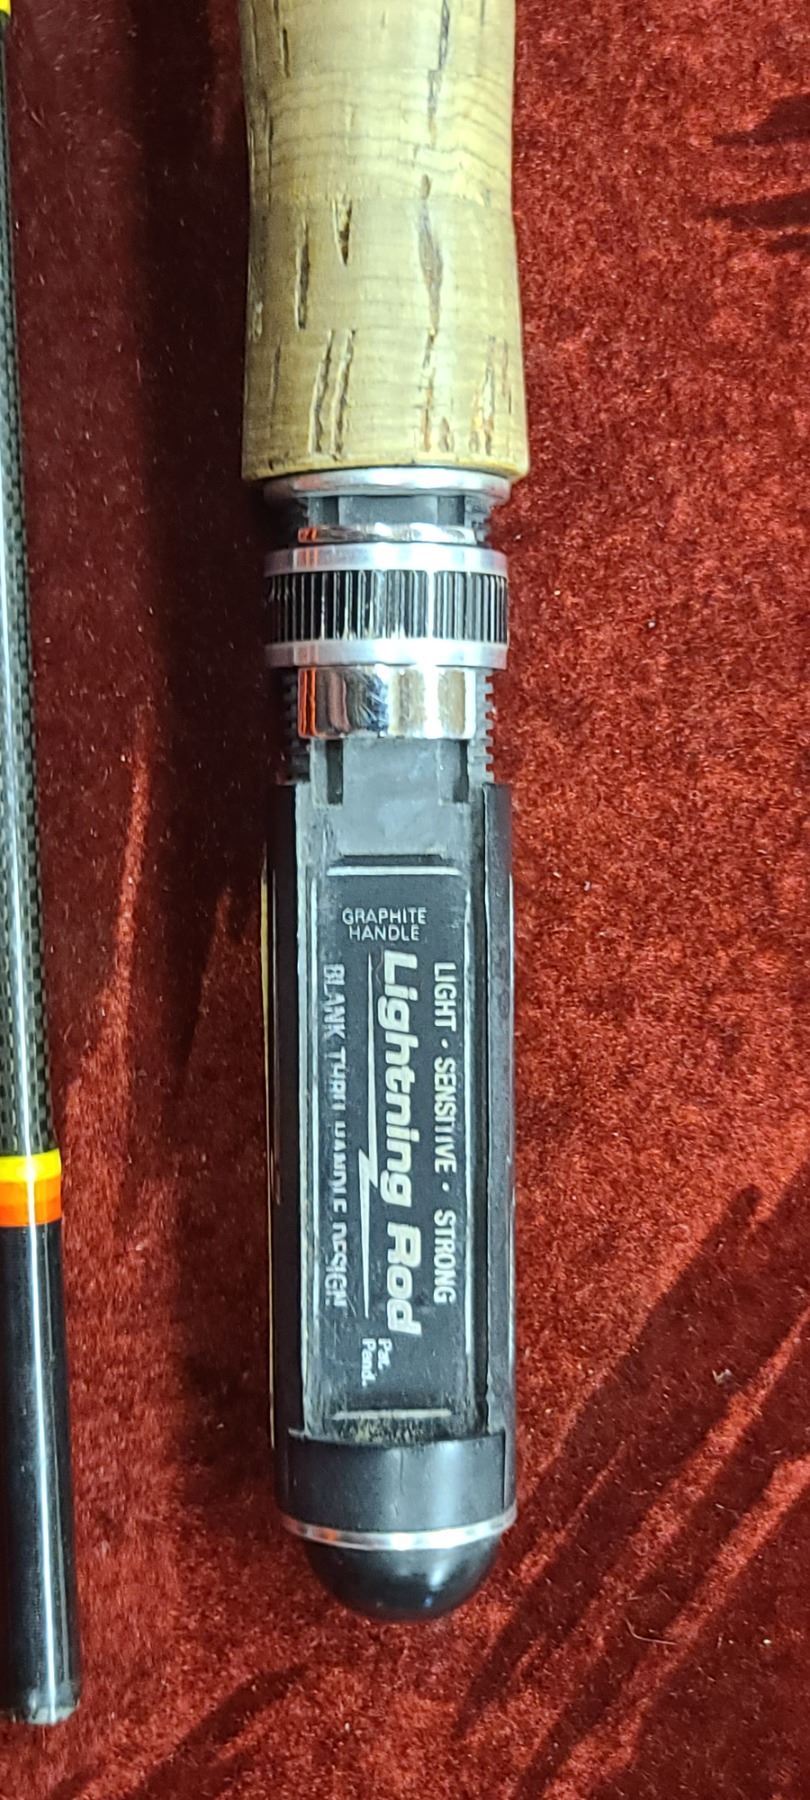 GRAPHITE
HANDLE
LIGHT · SENSITIVE · STRONG
Lightning Rod
Pat.
Pend.
BLANK THRU HANDLE DESIGN